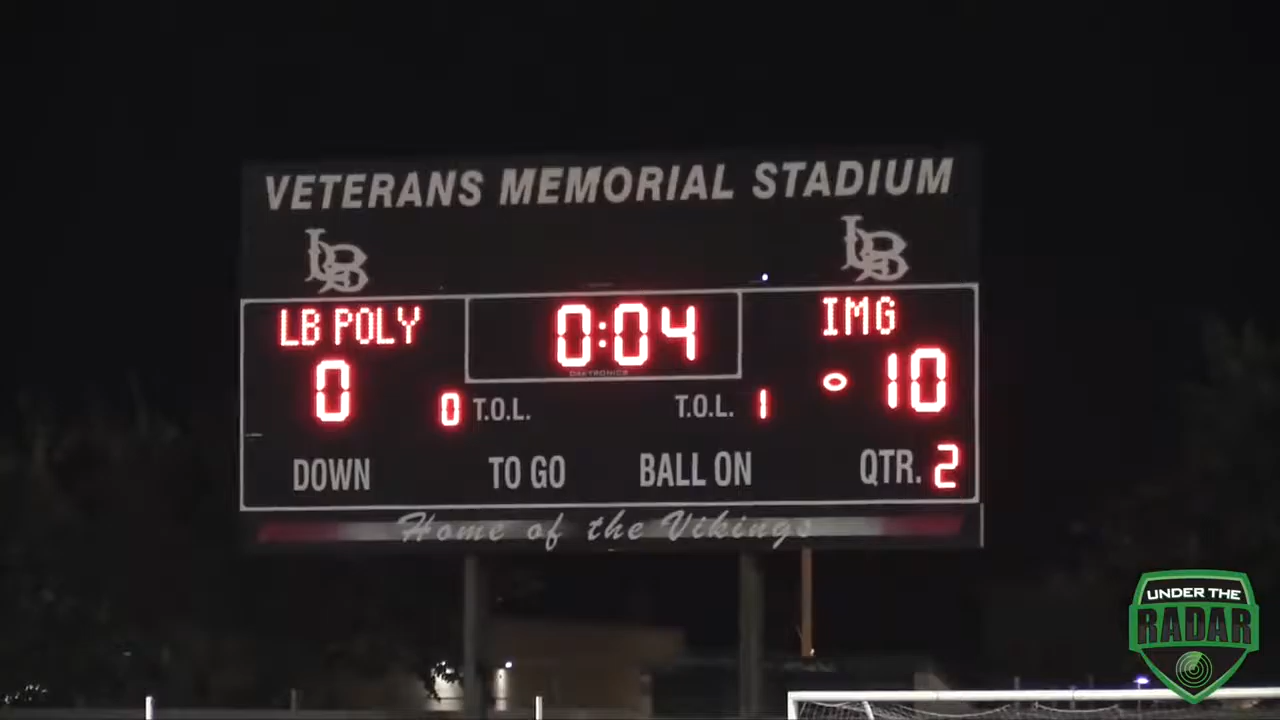 VETERANS MEMORIAL STADIUM
LB LB
LB POLY 0:04 IMG
DAKTRONICS
0 0 T.O.L. T.O.L. 1 10
DOWN TO GO BALL ON QTR. 2
Home of the Vikings
UNDER THE
RADAR